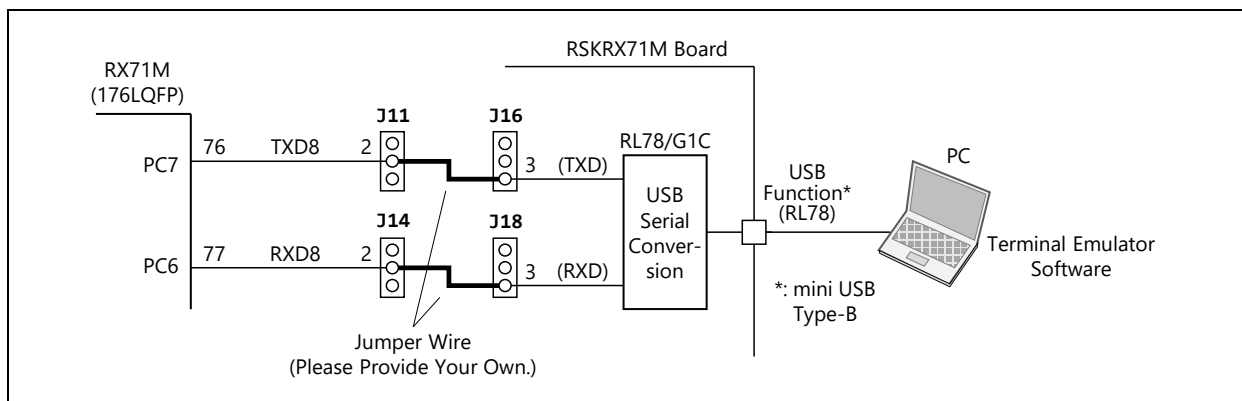 RSKRX71M Board
RX71M
(176LQFP)
J11
J16
RL78/G1C
PC7
76
TXD8
2
3
(TXD)
USB
Serial
Conver-
sion
USB
Function*
(RL78)
PC
J14
J18
PC6
77
RXD8
2
3
(RXD)
Terminal Emulator
Software
*: mini USB
Type-B
Jumper Wire
(Please Provide Your Own.)